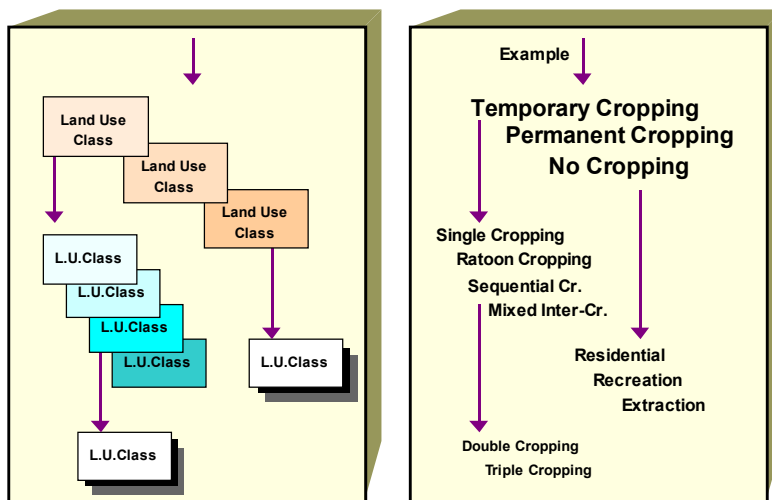 Land Use
Class
Land Use
Class
Land Use
Class
L.U.Class
L.U.Class
L.U.Class
L.U.Class
L.U.Class
L.U.Class
Example
Temporary Cropping
Permanent Cropping
No Cropping
Single Cropping
Ratoon Cropping
Sequential Cr.
Mixed Inter-Cr.
Residential
Recreation
Extraction
Double Cropping
Triple Cropping